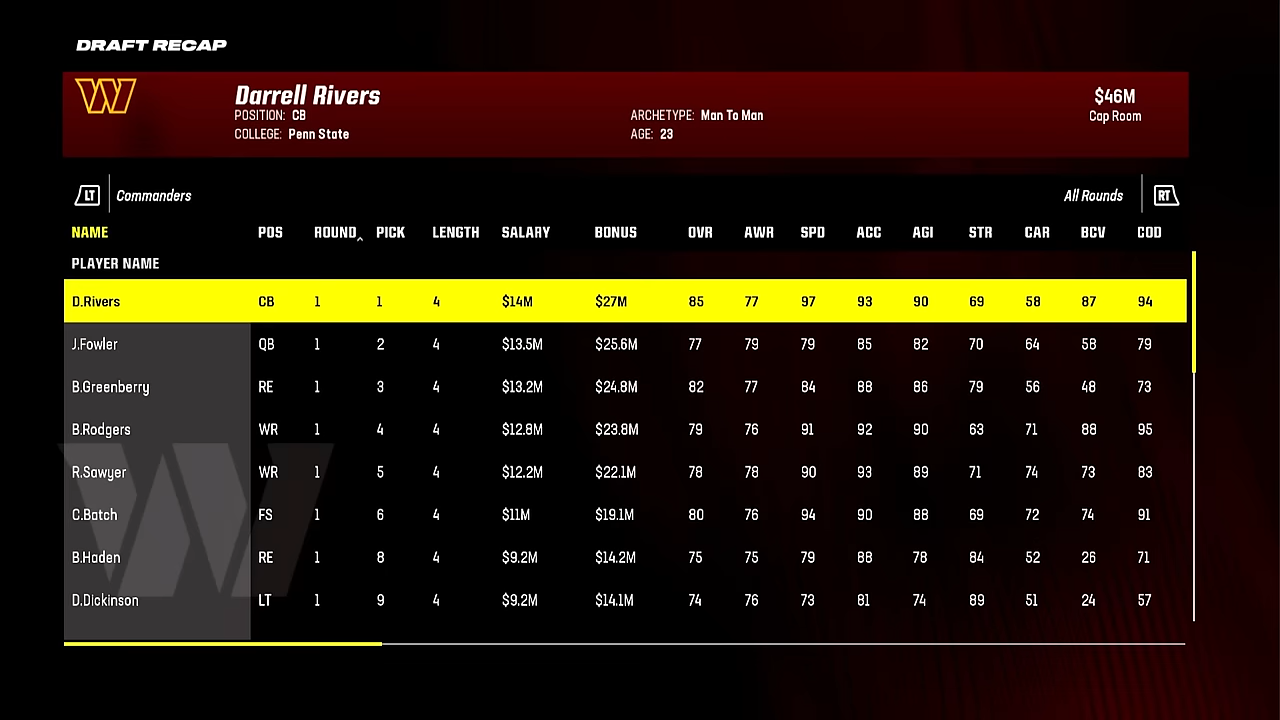 DRAFT RECAP
Darrell Rivers
POSITION: CB
COLLEGE: Penn State
ARCHETYPE: Man To Man
AGE: 23
$46M
Cap Room
LT Commanders All Rounds RT
NAME POS ROUND PICK LENGTH SALARY BONUS OVR AWR SPD ACC AGI STR CAR BCV COD
PLAYER NAME
D.Rivers CB 1 1 4 $14M $27M 85 77 97 93 90 69 58 87 94
J.Fowler QB 1 2 4 $13.5M $25.6M 77 79 79 85 82 70 64 58 79
B.Greenberry RE 1 3 4 $13.2M $24.8M 82 77 84 88 86 79 56 48 73
B.Rodgers WR 1 4 4 $12.8M $23.8M 79 76 91 92 90 63 71 88 95
R.Sawyer WR 1 5 4 $12.2M $22.1M 78 78 90 93 89 71 74 73 83
C.Batch FS 1 6 4 $11M $19.1M 80 76 94 90 88 69 72 74 91
B.Haden RE 1 8 4 $9.2M $14.2M 75 75 79 88 78 84 52 26 71
D.Dickinson LT 1 9 4 $9.2M $14.1M 74 76 73 81 74 89 51 24 57